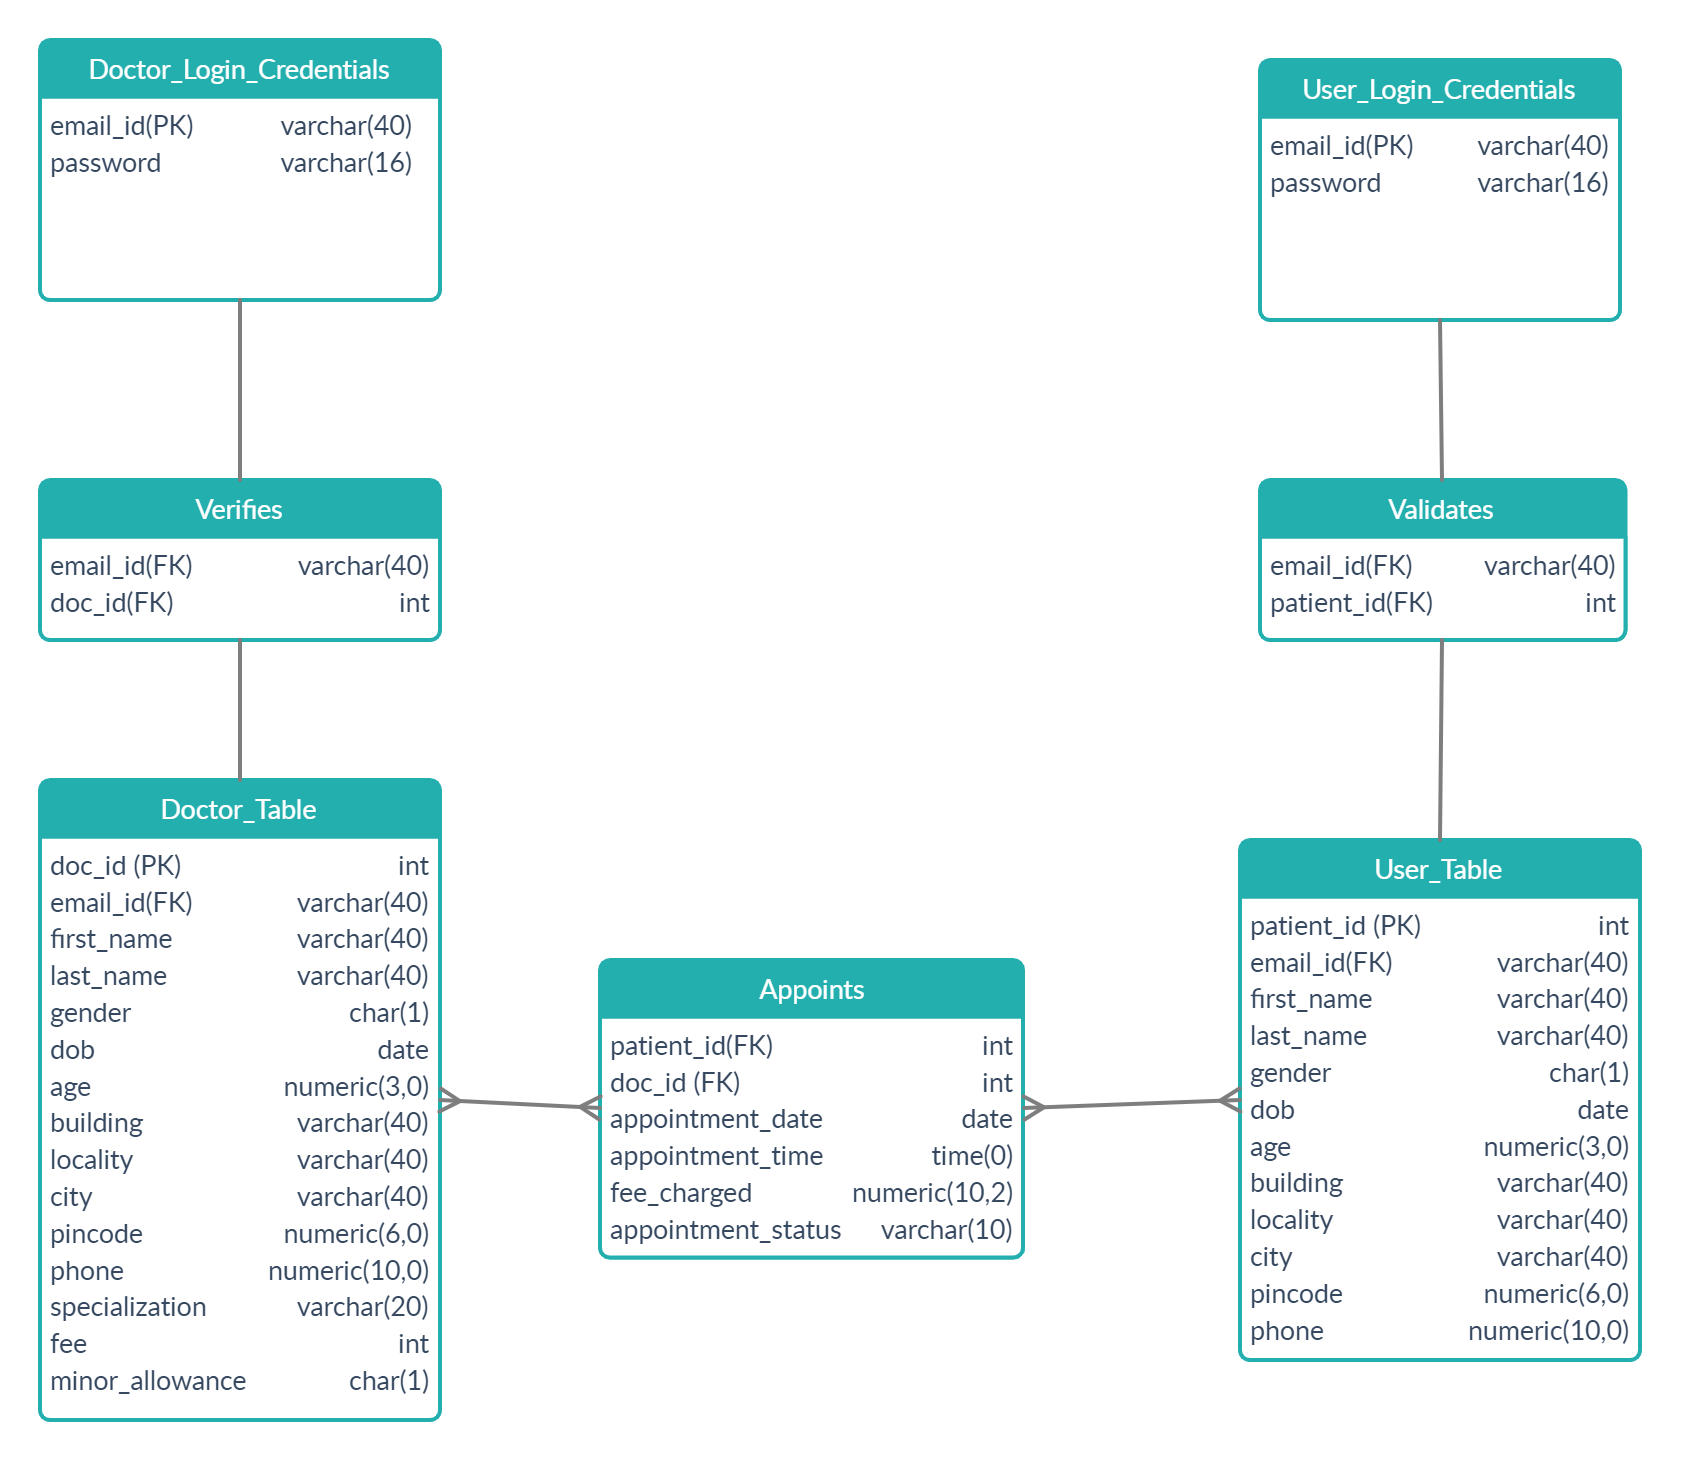 Doctor_Login_Credentials
email_id(PK) varchar(40)
password varchar(16)
User_Login_Credentials
email_id(PK) varchar(40)
password varchar(16)
Verifies
email_id(FK) varchar(40)
doc_id(FK) int
Validates
email_id(FK) varchar(40)
patient_id(FK) int
Doctor_Table
doc_id (PK) int
email_id(FK) varchar(40)
first_name varchar(40)
last_name varchar(40)
gender char(1)
dob date
age numeric(3,0)
building varchar(40)
locality varchar(40)
city varchar(40)
pincode numeric(6,0)
phone numeric(10,0)
specialization varchar(20)
fee int
minor_allowance char(1)
Appoints
patient_id(FK) int
doc_id (FK) int
appointment_date date
appointment_time time(0)
fee_charged numeric(10,2)
appointment_status varchar(10)
User_Table
patient_id (PK) int
email_id(FK) varchar(40)
first_name varchar(40)
last_name varchar(40)
gender char(1)
dob date
age numeric(3,0)
building varchar(40)
locality varchar(40)
city varchar(40)
pincode numeric(6,0)
phone numeric(10,0)